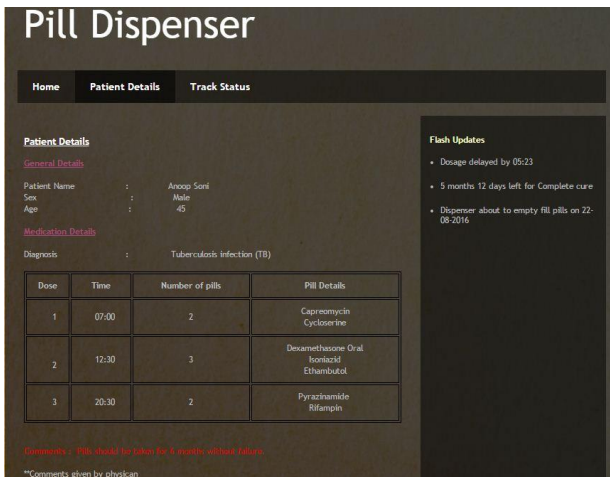 Pill Dispenser
Home Patient Details Track Status
Patient Details
General Details
Patient Name : Anoop Soni
Sex : Male
Age : 45
Medication Details
Diagnosis : Tuberculosis infection (TB)
Dose Time Number of pills Pill Details
1 07:00 2 Capreomycin
Cycloserine
2 12:30 3 Dexamethasone Oral
Isoniazid
Ethambutol
3 20:30 2 Pyrazinamide
Rifampin
Comments : Pills should be taken for 6 months without failure.
**Comments given by physican
Flash Updates
• Dosage delayed by 05:23
• 5 months 12 days left for Complete cure
• Dispenser about to empty fill pills on 22-
08-2016